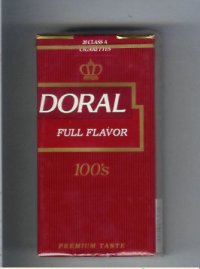 20 CLASS A
CIGARETTES
DORAL
FULL FLAVOR
100's
PREMIUM TASTE